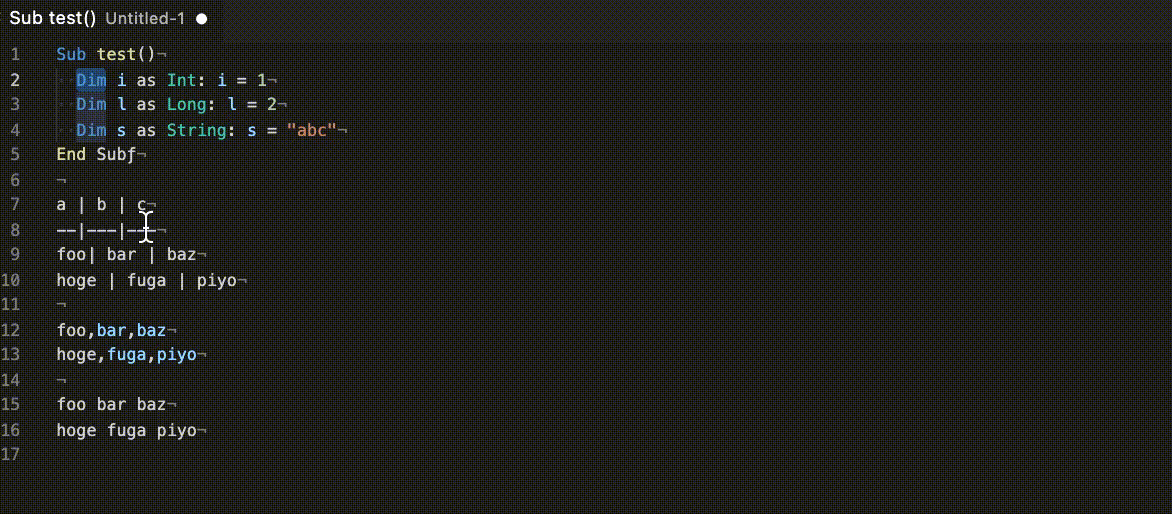 Sub test() Untitled-1 ●
1 Sub test()¬
2 ··Dim i as Int: i = 1¬
3 ··Dim l as Long: l = 2¬
4 ··Dim s as String: s = "abc"¬
5 End Subƒ¬
6 ¬
7 a | b | c¬
8 --|---|---¬
9 foo| bar | baz¬
10 hoge | fuga | piyo¬
11 ¬
12 foo,bar,baz¬
13 hoge,fuga,piyo¬
14 ¬
15 foo bar baz¬
16 hoge fuga piyo¬
17